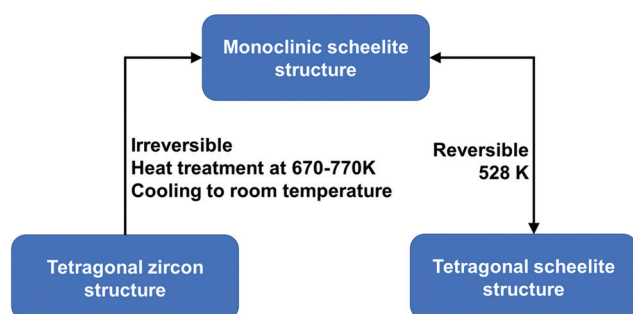 Monoclinic scheelite
structure
Irreversible
Heat treatment at 670-770K
Cooling to room temperature
Reversible
528 K
Tetragonal zircon
structure
Tetragonal scheelite
structure